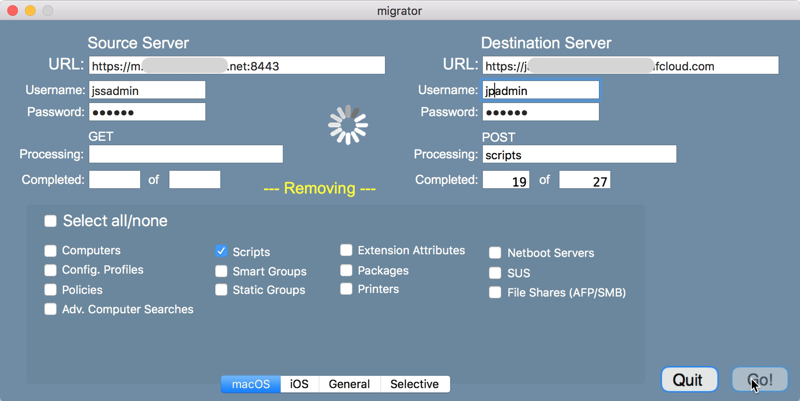 migrator
Source Server
URL: https://m. .net:8443
Username: jssadmin
Password: ●●●●●●
GET
Processing:
Completed: of
Destination Server
URL: https://j fcloud.com
Username: jpadmin
Password: ●●●●●●
POST
Processing: scripts
Completed: 19 of 27
--- Removing ---
Select all/none
Computers
Config. Profiles
Policies
Adv. Computer Searches
Scripts
Smart Groups
Static Groups
Extension Attributes
Packages
Printers
Netboot Servers
SUS
File Shares (AFP/SMB)
macOS iOS General Selective
Quit Go!